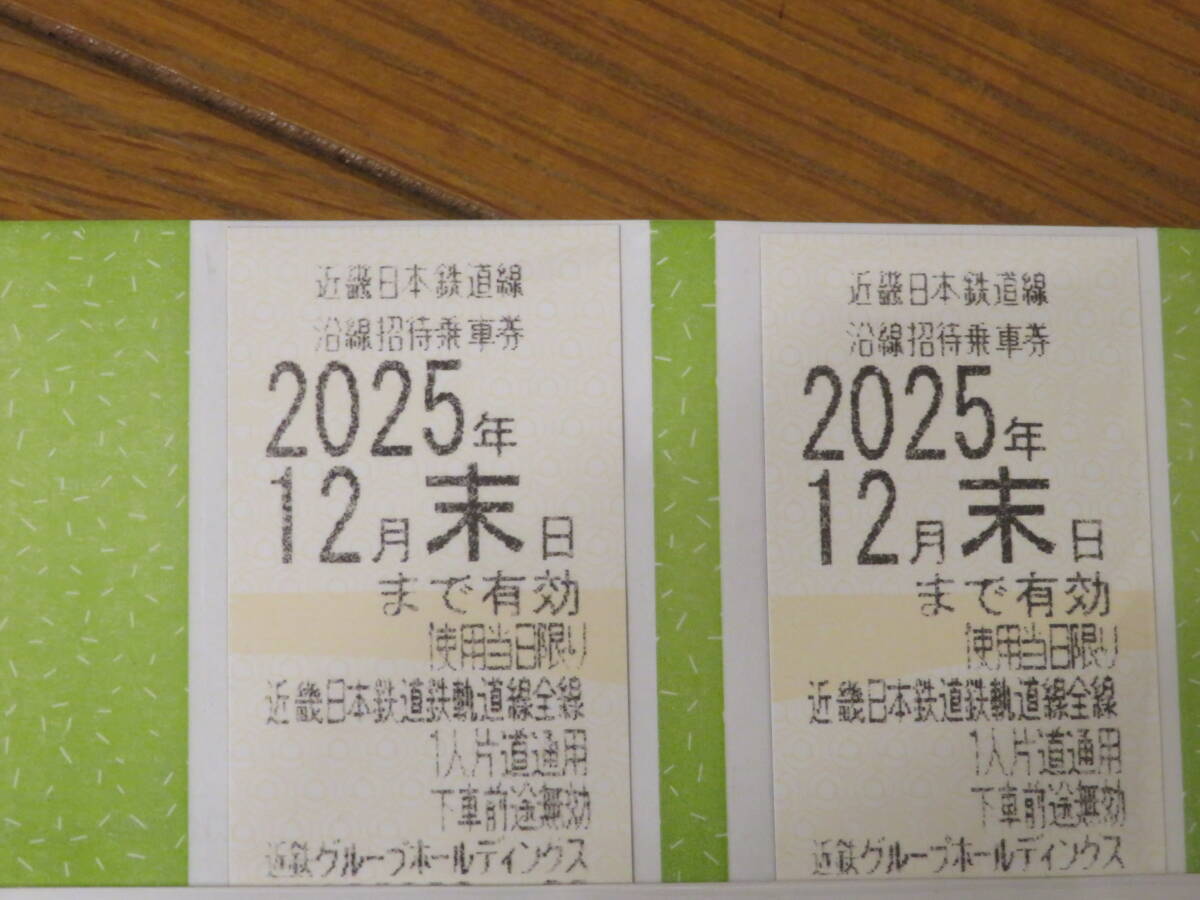 近畿日本鉄道線
沿線招待乗車券
2025年
12月末日
まで有効
使用当日限り
近畿日本鉄道鉄軌道線全線
1人片道通用
下車前途無効
近鉄グループホールディングス
近畿日本鉄道線
沿線招待乗車券
2025年
12月末日
まで有効
使用当日限り
近畿日本鉄道鉄軌道線全線
1人片道通用
下車前途無効
近鉄グループホールディングス